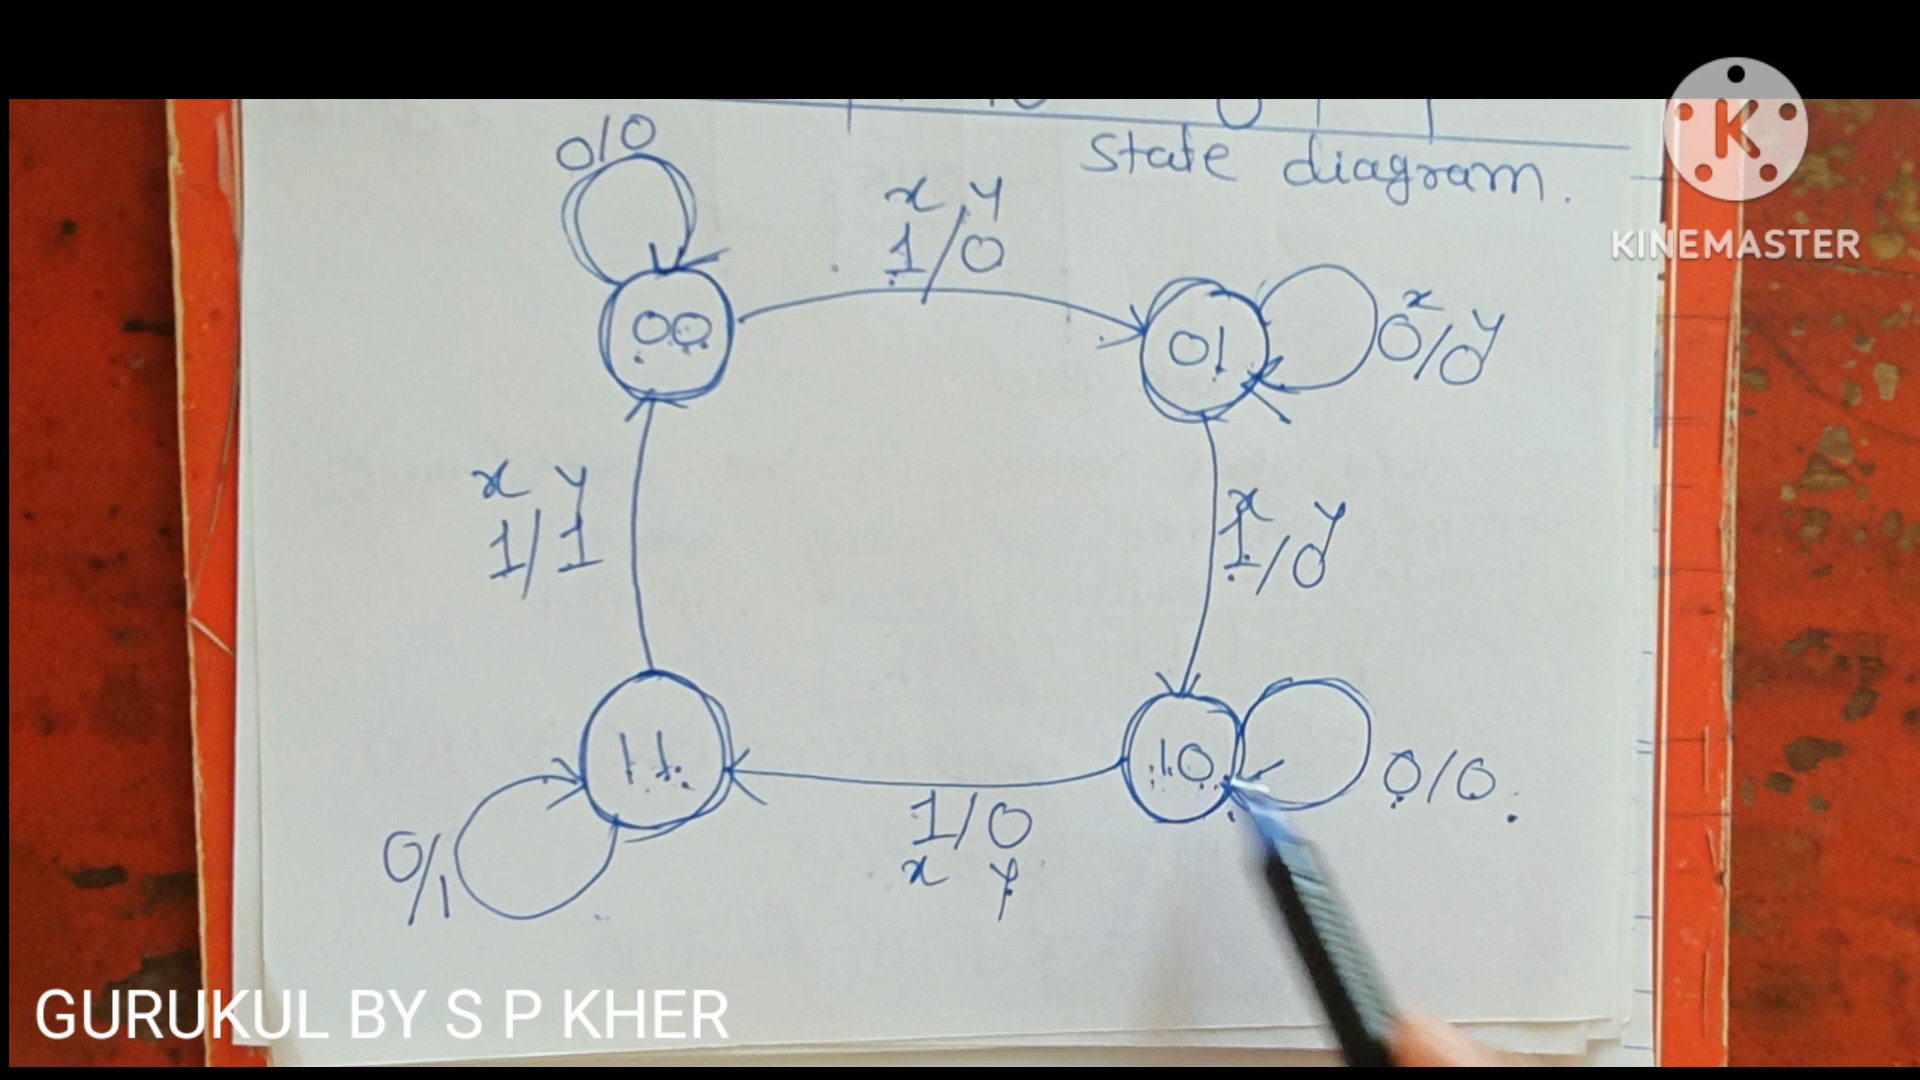 State diagram.
KINEMASTER
0/0
x y
1/0
00
01
x y
0/0
x y
1/1
x y
1/0
11
10
0/0
0/1
1/0
x y
GURUKUL BY S P KHER